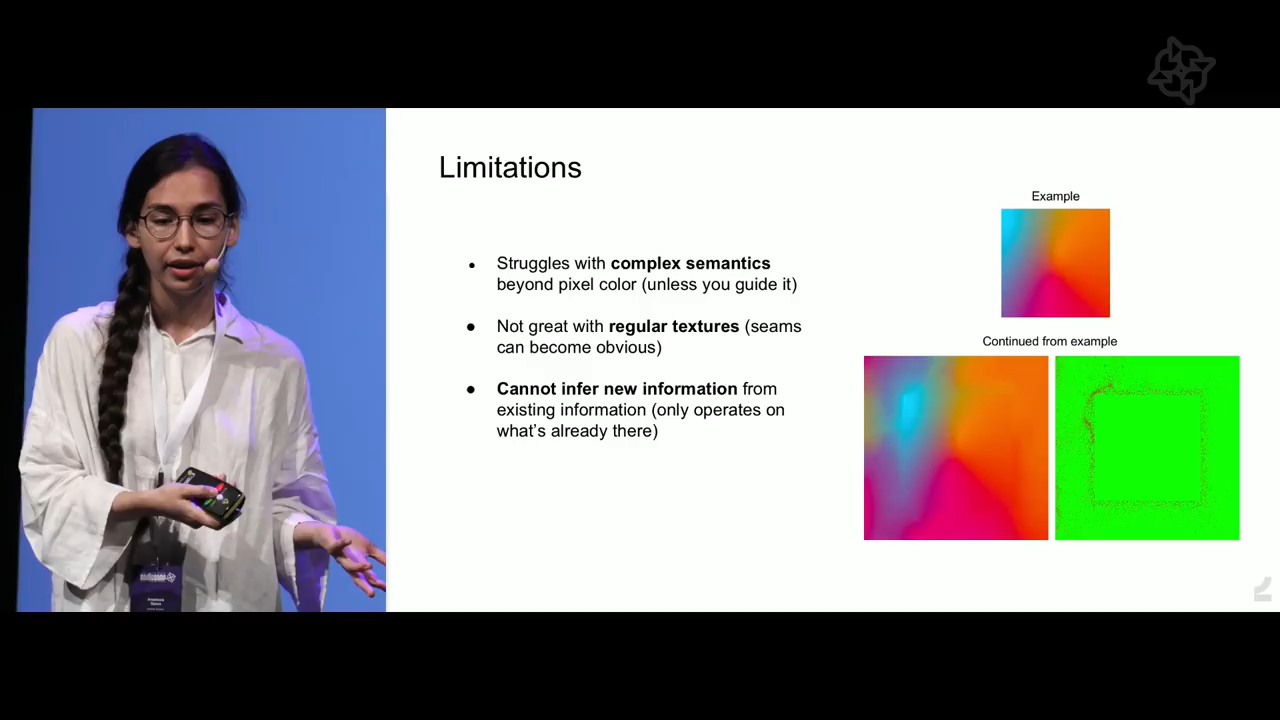 Limitations
Example
● Struggles with complex semantics
beyond pixel color (unless you guide it)
● Not great with regular textures (seams
can become obvious)
● Cannot infer new information from
existing information (only operates on
what's already there)
Continued from example